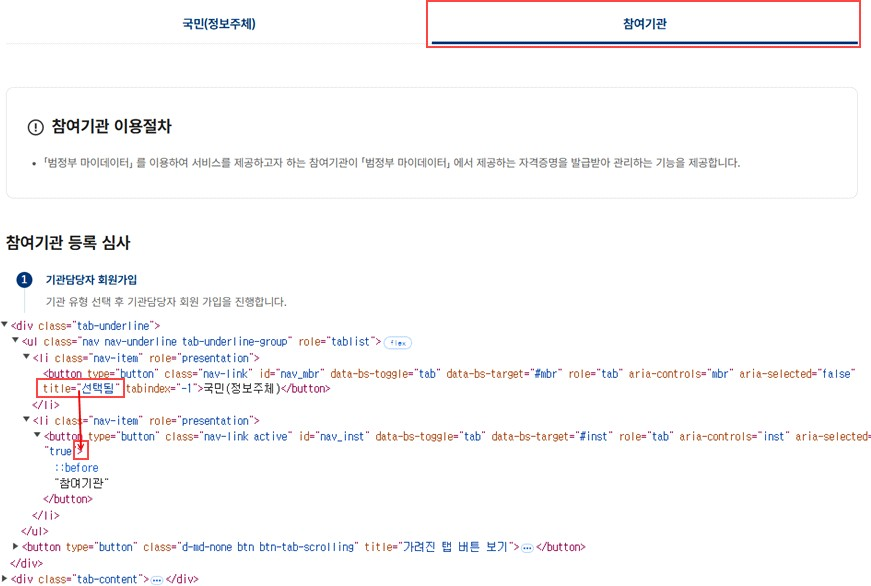 국민(정보주체)
참여기관
참여기관 이용절차
• 「범정부 마이데이터」 를 이용하여 서비스를 제공하고자 하는 참여기관이 「범정부 마이데이터」 에서 제공하는 자격증명을 발급받아 관리하는 기능을 제공합니다.
참여기관 등록 심사
1 기관담당자 회원가입
기관 유형 선택 후 기관담당자 회원 가입을 진행합니다.
▼<div class="tab-underline">
▼<ul class="nav nav-underline tab-underline-group" role="tablist"> flex
▼<li class="nav-item" role="presentation">
<button type="button" class="nav-link" id="nav_mbr" data-bs-toggle="tab" data-bs-target="#mbr" role="tab" aria-controls="mbr" aria-selected="false"
title="선택됨" tabindex="-1">국민(정보주체)</button>
</li>
▼<li class="nav-item" role="presentation">
▼<button type="button" class="nav-link active" id="nav_inst" data-bs-toggle="tab" data-bs-target="#inst" role="tab" aria-controls="inst" aria-selected=
"true">
::before
"참여기관"
</button>
</li>
</ul>
▶<button type="button" class="d-md-none btn btn-tab-scrolling" title="가려진 탭 버튼 보기">…</button>
</div>
▶<div class="tab-content">…</div>